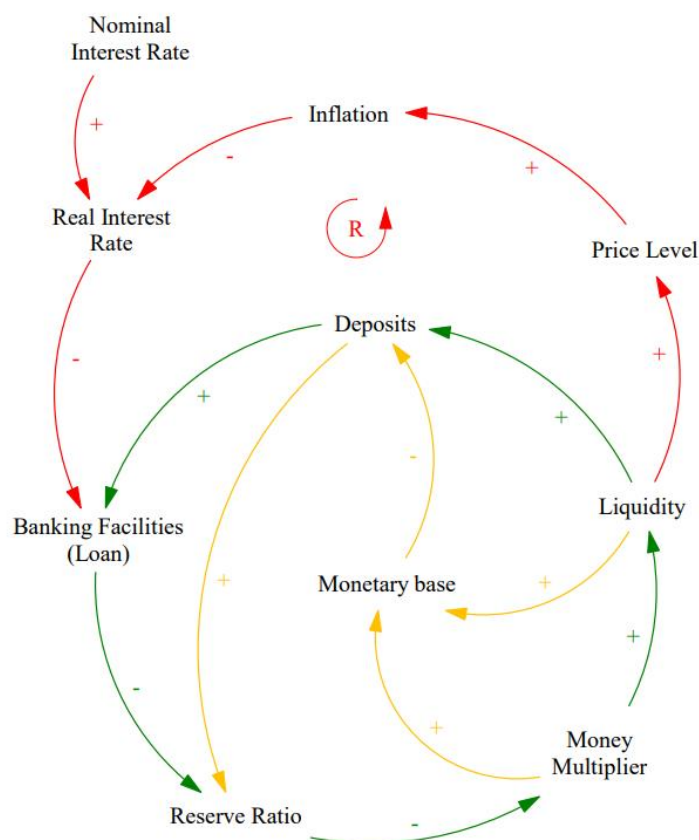 Nominal
Interest Rate
+
Inflation
-
+
Real Interest
Rate
R
Price Level
Deposits
-
+
+
+
-
Liquidity
Banking Facilities
(Loan)
Monetary base
+
+
+
-
+
Money
Multiplier
Reserve Ratio
-